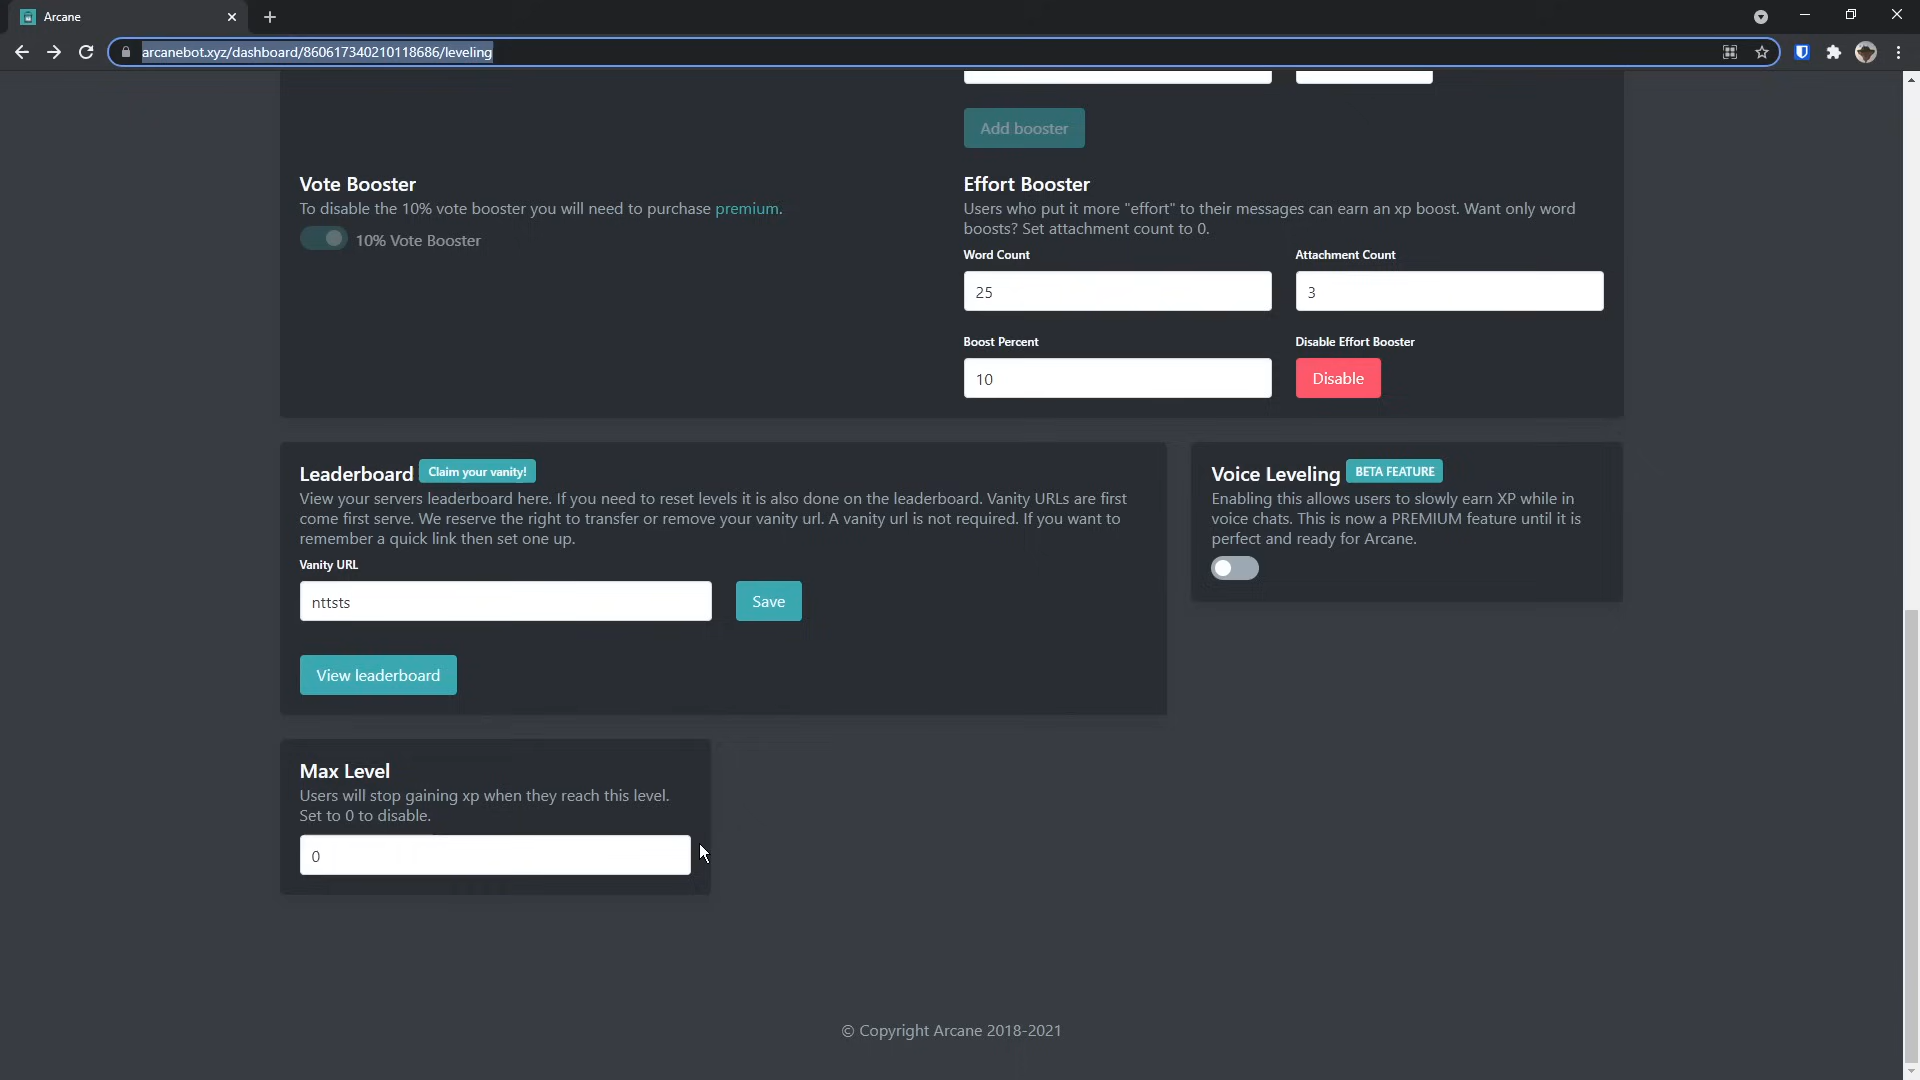 Arcane
arcanebot.xyz/dashboard/860617340210118686/leveling
Add booster
Vote Booster
To disable the 10% vote booster you will need to purchase premium.
10% Vote Booster
Effort Booster
Users who put it more "effort" to their messages can earn an xp boost. Want only word
boosts? Set attachment count to 0.
Word Count
Attachment Count
25
3
Boost Percent
Disable Effort Booster
10
Disable
Leaderboard Claim your vanity!
View your servers leaderboard here. If you need to reset levels it is also done on the leaderboard. Vanity URLs are first
come first serve. We reserve the right to transfer or remove your vanity url. A vanity url is not required. If you want to
remember a quick link then set one up.
Vanity URL
nttsts
Save
View leaderboard
Voice Leveling BETA FEATURE
Enabling this allows users to slowly earn XP while in
voice chats. This is now a PREMIUM feature until it is
perfect and ready for Arcane.
Max Level
Users will stop gaining xp when they reach this level.
Set to 0 to disable.
0
© Copyright Arcane 2018-2021